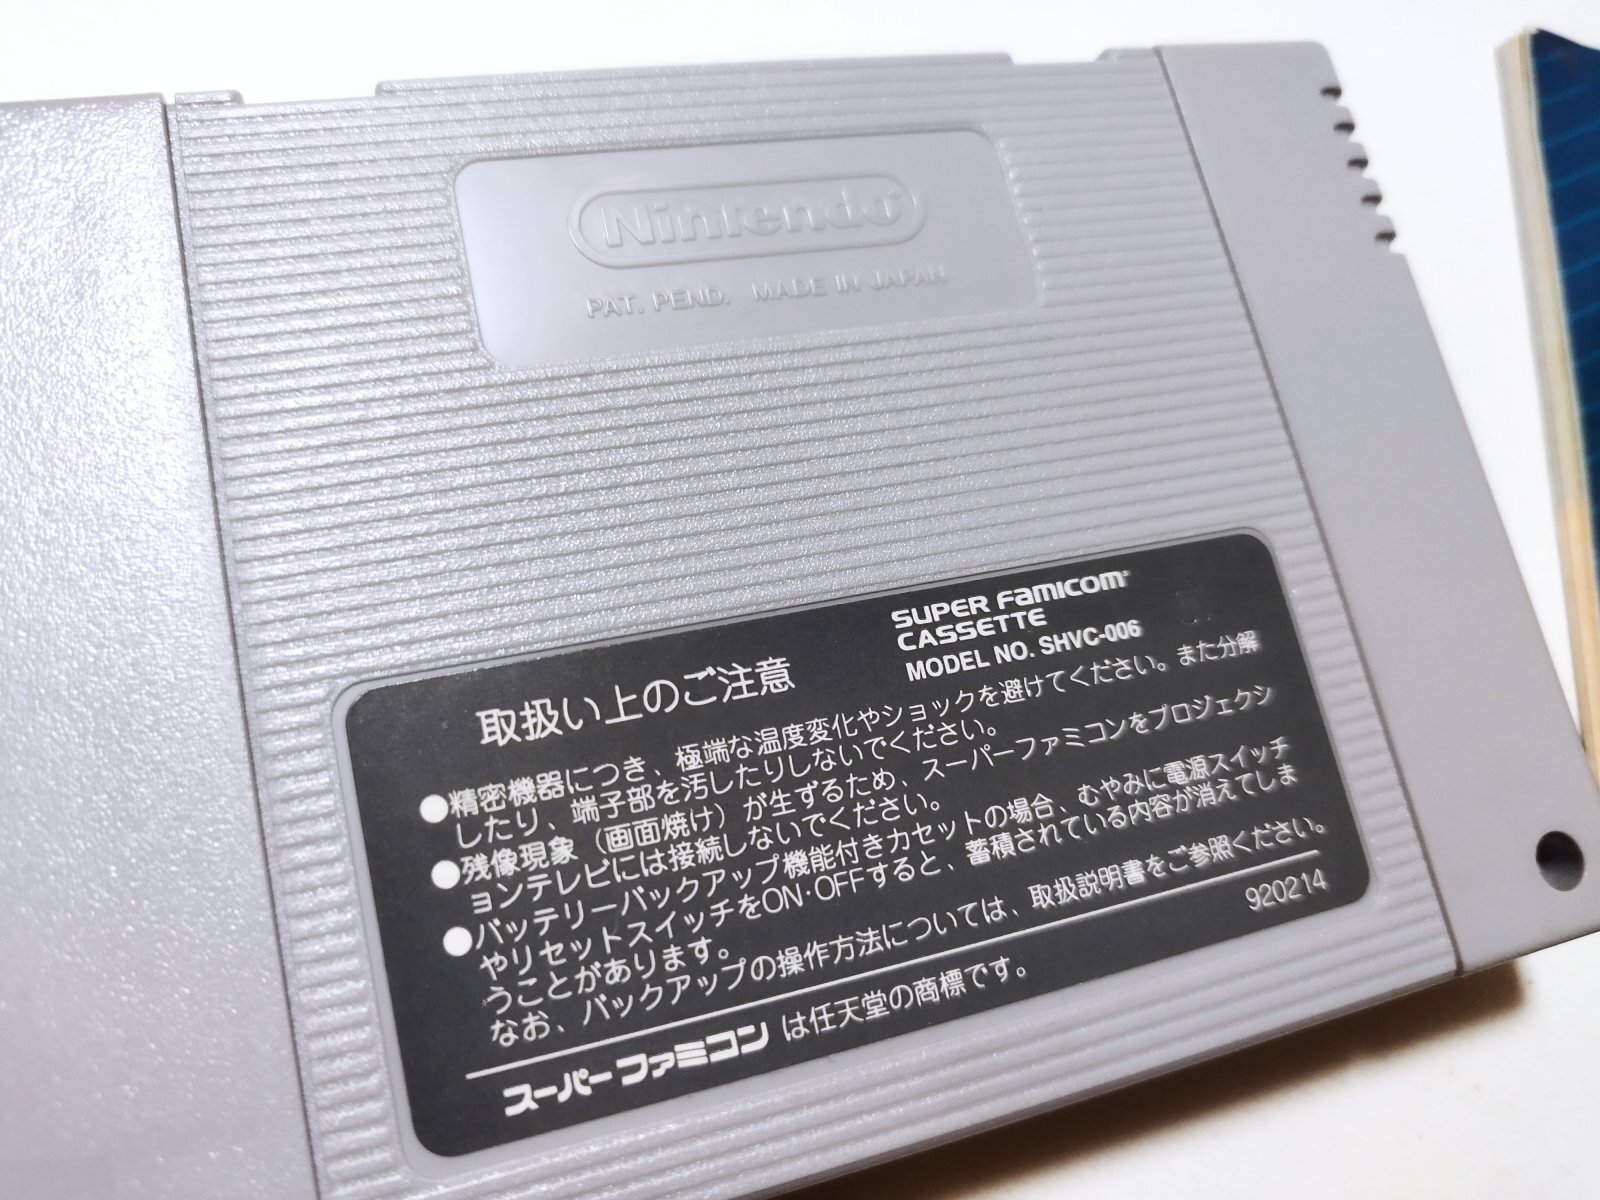 Nintendo®
PAT. PEND. MADE IN JAPAN
SUPER FAMICOM
CASSETTE
MODEL NO. SHVC-006
取扱い上のご注意
●精密機器につき、極端な温度変化やショックを避けてください。また分解
したり、端子部を汚したりしないでください。
●残像現象（画面焼け）が生ずるため、スーパーファミコンをプロジェクシ
ョンテレビには接続しないでください。
●バッテリーバックアップ機能付きカセットの場合、むやみに電源スイッチ
やリセットスイッチをON･OFFすると、蓄積されている内容が消えてしま
うことがあります。
なお、バックアップの操作方法については、取扱説明書をご参照ください。
920214
スーパーファミコンは任天堂の商標です。